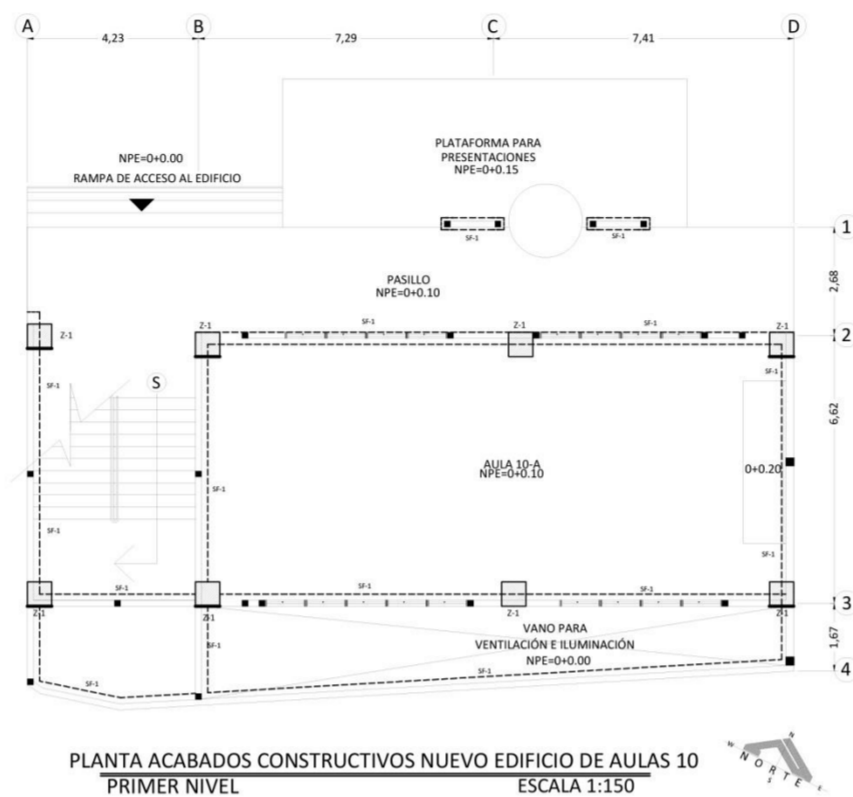 A B C D
4,23 7,29 7,41
NPE=0+0.00
RAMPA DE ACCESO AL EDIFICIO
PLATAFORMA PARA
PRESENTACIONES
NPE=0+0.15
1
SF-1 SF-1
2,68
PASILLO
NPE=0+0.10
Z-1 Z-1 SF-1 Z-1 SF-1 Z-1
2
SF-1 S SF-1
6,62
AULA 10-A
NPE=0+0.10
0+0.20
SF-1
SF-1
SF-1
SF-1 SF-1 SF-1
3
Z-1 Z-1 Z-1 Z-1
VANO PARA
VENTILACIÓN E ILUMINACIÓN
NPE=0+0.00
1,67
SF-1
SF-1
4
SF-1
PLANTA ACABADOS CONSTRUCTIVOS NUEVO EDIFICIO DE AULAS 10
PRIMER NIVEL ESCALA 1:150
N
W
NORTE
S
E